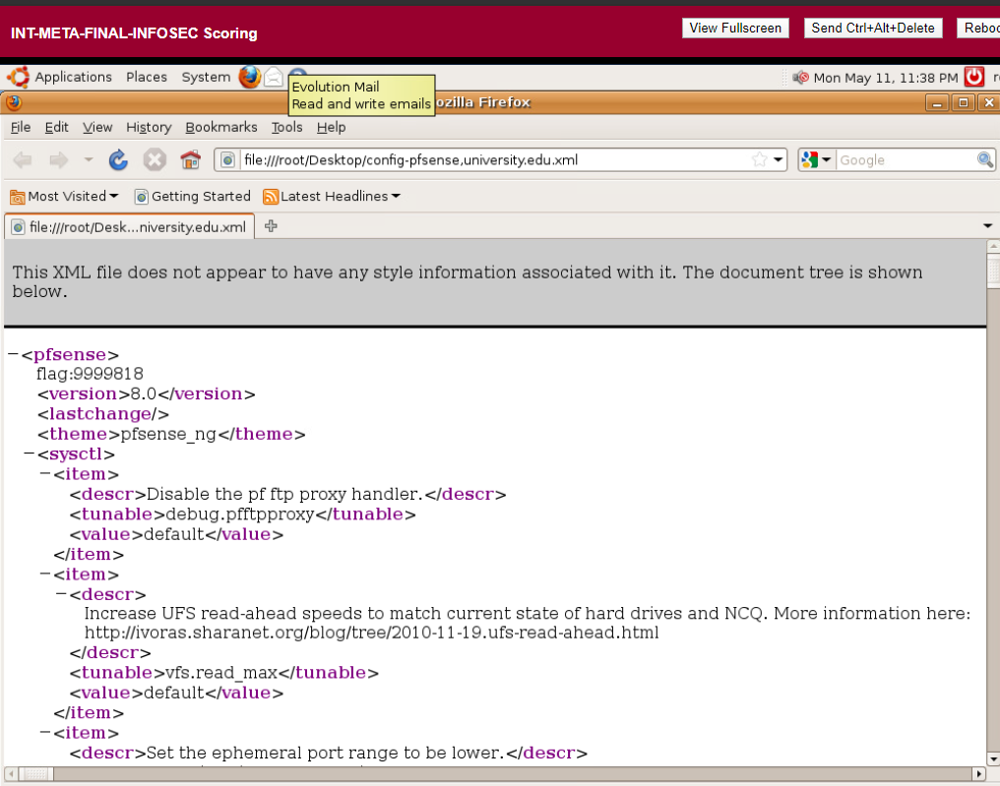 INT-META-FINAL-INFOSEC Scoring
View Fullscreen Send Ctrl+Alt+Delete Reboo
Applications Places System Mon May 11, 11:38 PM
Evolution Mail
Read and write emails
ozilla Firefox
File Edit View History Bookmarks Tools Help
file:///root/Desktop/config-pfsense,university.edu.xml Google
Most Visited Getting Started Latest Headlines
file:///root/Desk...niversity.edu.xml
This XML file does not appear to have any style information associated with it. The document tree is shown
below.
−<pfsense>
flag:9999818
<version>8.0</version>
<lastchange/>
<theme>pfsense_ng</theme>
−<sysctl>
−<item>
<descr>Disable the pf ftp proxy handler.</descr>
<tunable>debug.pfftpproxy</tunable>
<value>default</value>
</item>
−<item>
−<descr>
Increase UFS read-ahead speeds to match current state of hard drives and NCQ. More information here:
http://ivoras.sharanet.org/blog/tree/2010-11-19.ufs-read-ahead.html
</descr>
<tunable>vfs.read_max</tunable>
<value>default</value>
</item>
−<item>
<descr>Set the ephemeral port range to be lower.</descr>